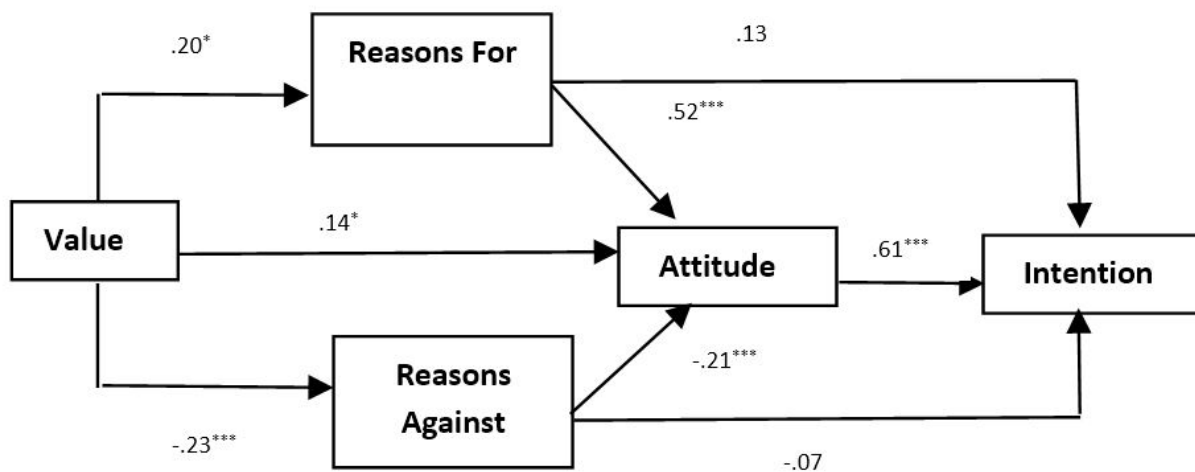 .20*
Reasons For
.13
.52***
Value
.14*
Attitude
.61***
Intention
Reasons
Against
-.21***
-.23***
-.07